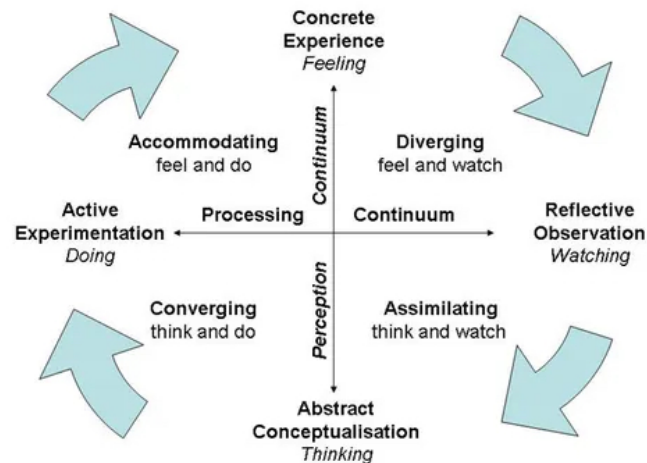 Concrete
Experience
Feeling
Accommodating
feel and do
Continuum
Diverging
feel and watch
Active
Experimentation
Doing
Processing
Continuum
Reflective
Observation
Watching
Converging
think and do
Perception
Assimilating
think and watch
Abstract
Conceptualisation
Thinking